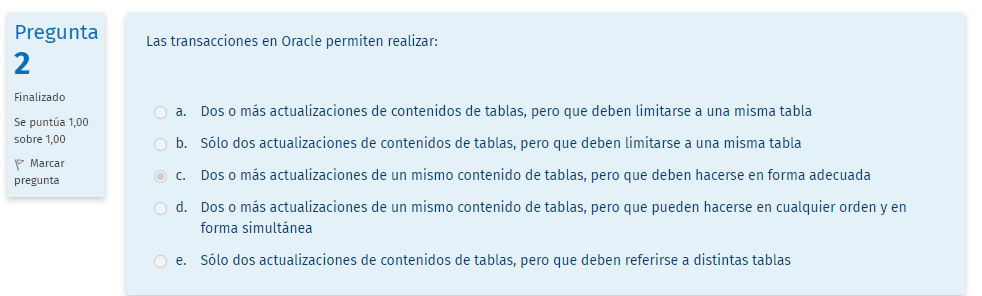 Pregunta
2
Finalizado
Se puntúa 1,00
sobre 1,00
Marcar
pregunta
Las transacciones en Oracle permiten realizar:
a. Dos o más actualizaciones de contenidos de tablas, pero que deben limitarse a una misma tabla
b. Sólo dos actualizaciones de contenidos de tablas, pero que deben limitarse a una misma tabla
c. Dos o más actualizaciones de un mismo contenido de tablas, pero que deben hacerse en forma adecuada
d. Dos o más actualizaciones de un mismo contenido de tablas, pero que pueden hacerse en cualquier orden y en
forma simultánea
e. Sólo dos actualizaciones de contenidos de tablas, pero que deben referirse a distintas tablas